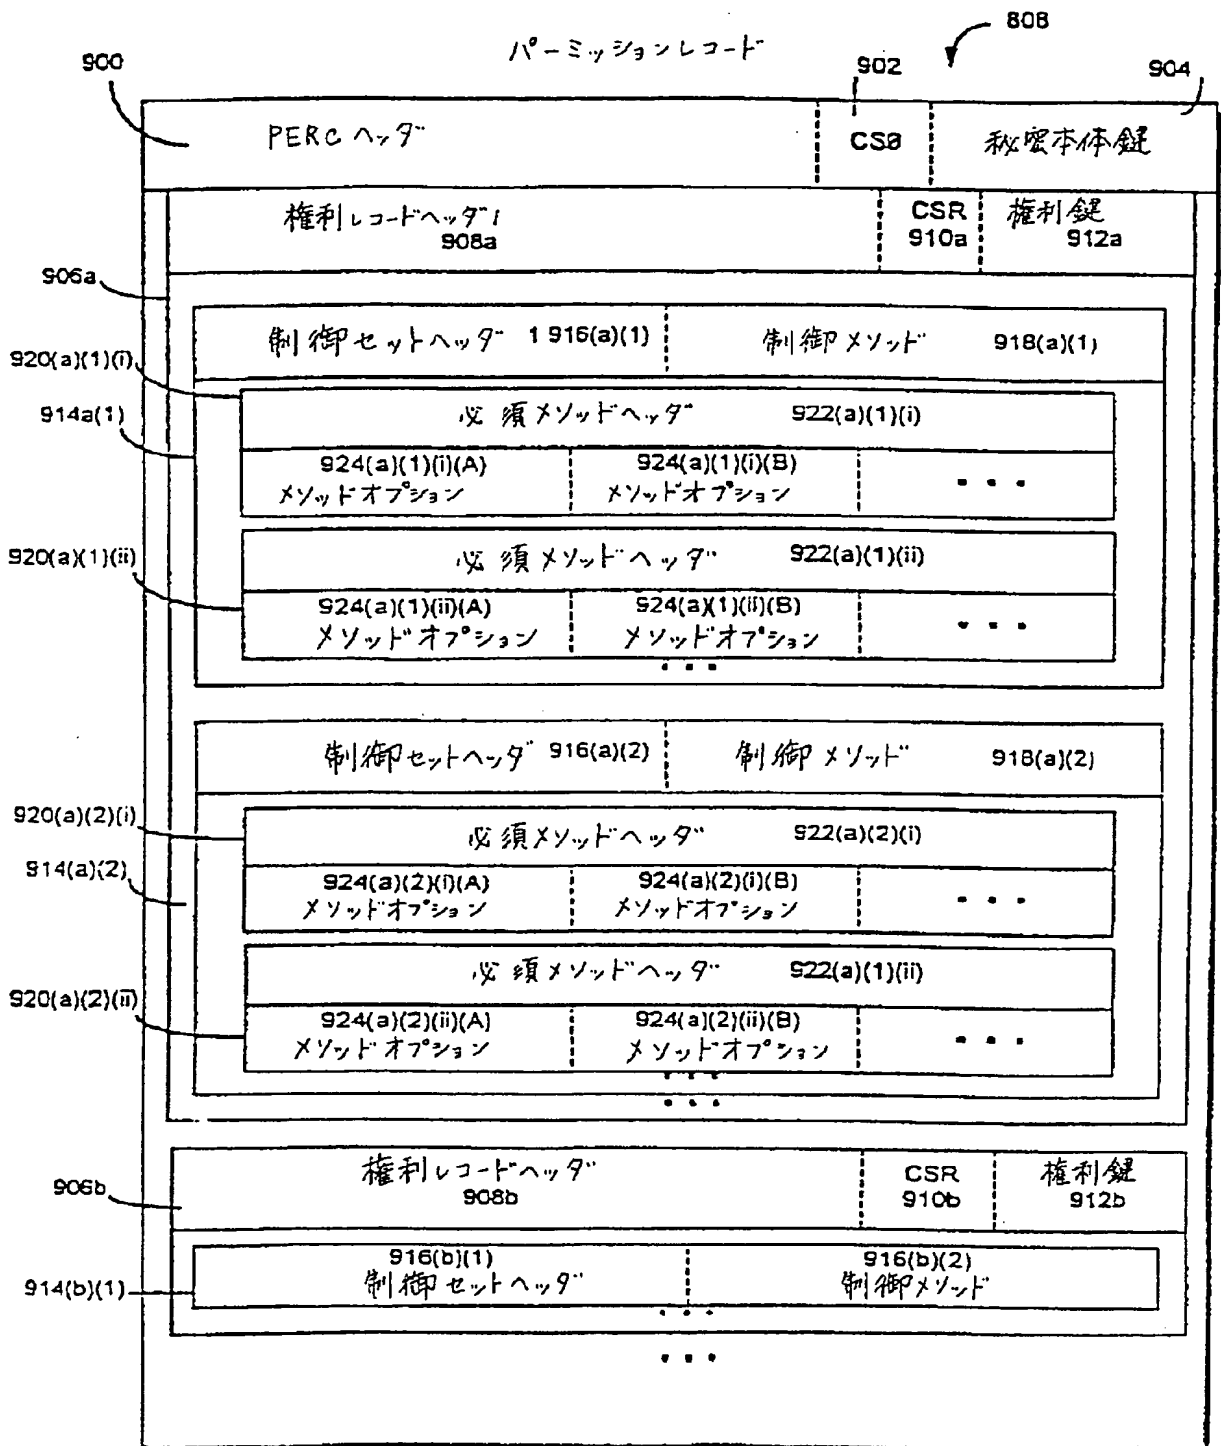 808
パーミッションレコード
900
902
904
PERCヘッダ
CS0
秘密本体鍵
権利レコードヘッダ1
908a
CSR
910a
権利鍵
912a
906a
制御セットヘッダ 1 916(a)(1)
制御メソッド 918(a)(1)
920(a)(1)(i)
必須メソッドヘッダ 922(a)(1)(i)
914a(1)
924(a)(1)(i)(A)
メソッドオプション
924(a)(1)(i)(B)
メソッドオプション
...
920(a)(1)(ii)
必須メソッドヘッダ 922(a)(1)(ii)
924(a)(1)(ii)(A)
メソッドオプション
924(a)(1)(ii)(B)
メソッドオプション
...
...
制御セットヘッダ 916(a)(2)
制御メソッド 918(a)(2)
920(a)(2)(i)
必須メソッドヘッダ 922(a)(2)(i)
914(a)(2)
924(a)(2)(i)(A)
メソッドオプション
924(a)(2)(i)(B)
メソッドオプション
...
必須メソッドヘッダ 922(a)(1)(ii)
920(a)(2)(ii)
924(a)(2)(ii)(A)
メソッドオプション
924(a)(2)(ii)(B)
メソッドオプション
...
...
...
906b
権利レコードヘッダ
908b
CSR
910b
権利鍵
912b
914(b)(1)
916(b)(1)
制御セットヘッダ
916(b)(2)
制御メソッド
...
...